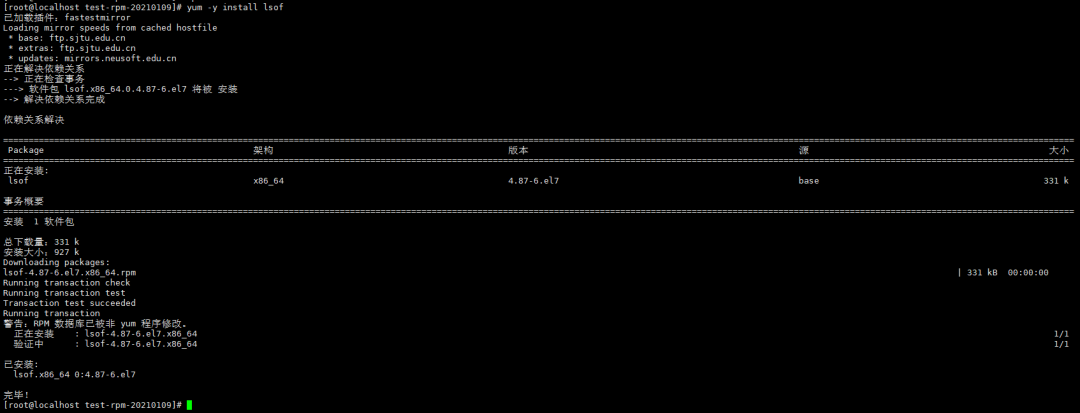 [root@localhost test-rpm-20210109]# yum -y install lsof
已加载插件：fastestmirror
Loading mirror speeds from cached hostfile
 * base: ftp.sjtu.edu.cn
 * extras: ftp.sjtu.edu.cn
 * updates: mirrors.neusoft.edu.cn
正在解决依赖关系
--> 正在检查事务
---> 软件包 lsof.x86_64.0.4.87-6.el7 将被 安装
--> 解决依赖关系完成
依赖关系解决
Package 架构 版本 源 大小
正在安装:
lsof x86_64 4.87-6.el7 base 331 k
事务概要
安装 1 软件包
总下载量：331 k
安装大小：927 k
Downloading packages:
lsof-4.87-6.el7.x86_64.rpm | 331 kB 00:00:00
Running transaction check
Running transaction test
Transaction test succeeded
Running transaction
警告：RPM 数据库已被非 yum 程序修改。
正在安装 : lsof-4.87-6.el7.x86_64 1/1
验证中 : lsof-4.87-6.el7.x86_64 1/1
已安装:
lsof.x86_64 0:4.87-6.el7
完毕！
[root@localhost test-rpm-20210109]#